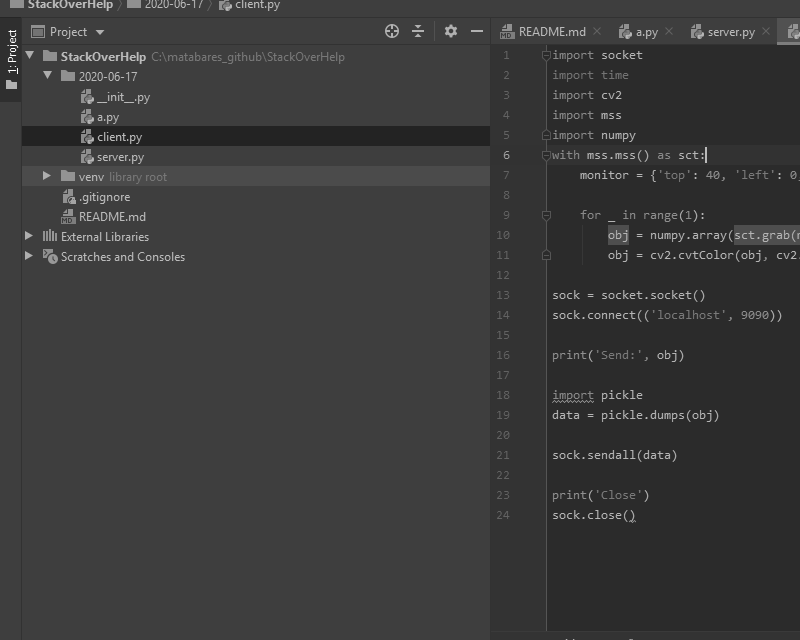 StackOverHelp 2020-06-17 client.py
1: Project
Project
README.md a.py server.py
StackOverHelp C:\matabares_github\StackOverHelp
2020-06-17
__init__.py
a.py
client.py
server.py
venv library root
.gitignore
README.md
External Libraries
Scratches and Consoles
1 import socket
2 import time
3 import cv2
4 import mss
5 import numpy
6 with mss.mss() as sct:
7 monitor = {'top': 40, 'left': 0,
8
9 for _ in range(1):
10 obj = numpy.array(sct.grab(
11 obj = cv2.cvtColor(obj, cv2.
12
13 sock = socket.socket()
14 sock.connect(('localhost', 9090))
15
16 print('Send:', obj)
17
18 import pickle
19 data = pickle.dumps(obj)
20
21 sock.sendall(data)
22
23 print('Close')
24 sock.close()